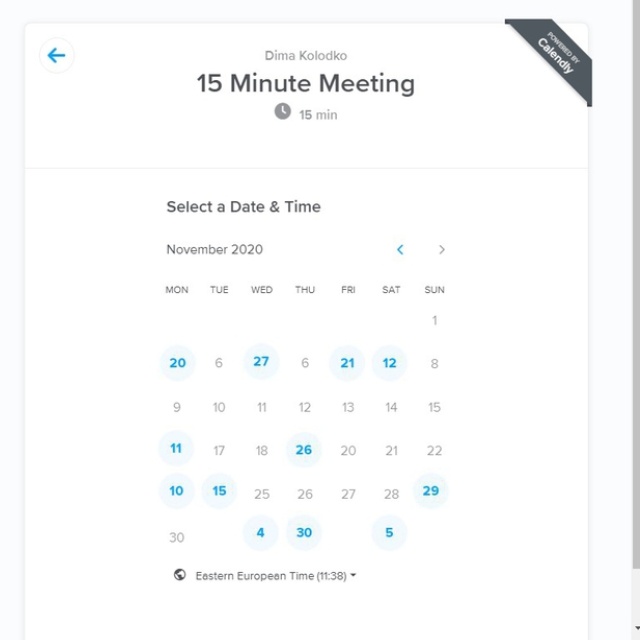 POWERED BY
Calendly
Dima Kolodko
15 Minute Meeting
15 min
Select a Date & Time
November 2020
MON TUE WED THU FRI SAT SUN
1
20 6 27 6 21 12 8
9 10 11 12 13 14 15
11 17 18 26 20 21 22
10 15 25 26 27 28 29
30 4 30 5
Eastern European Time (11:38)